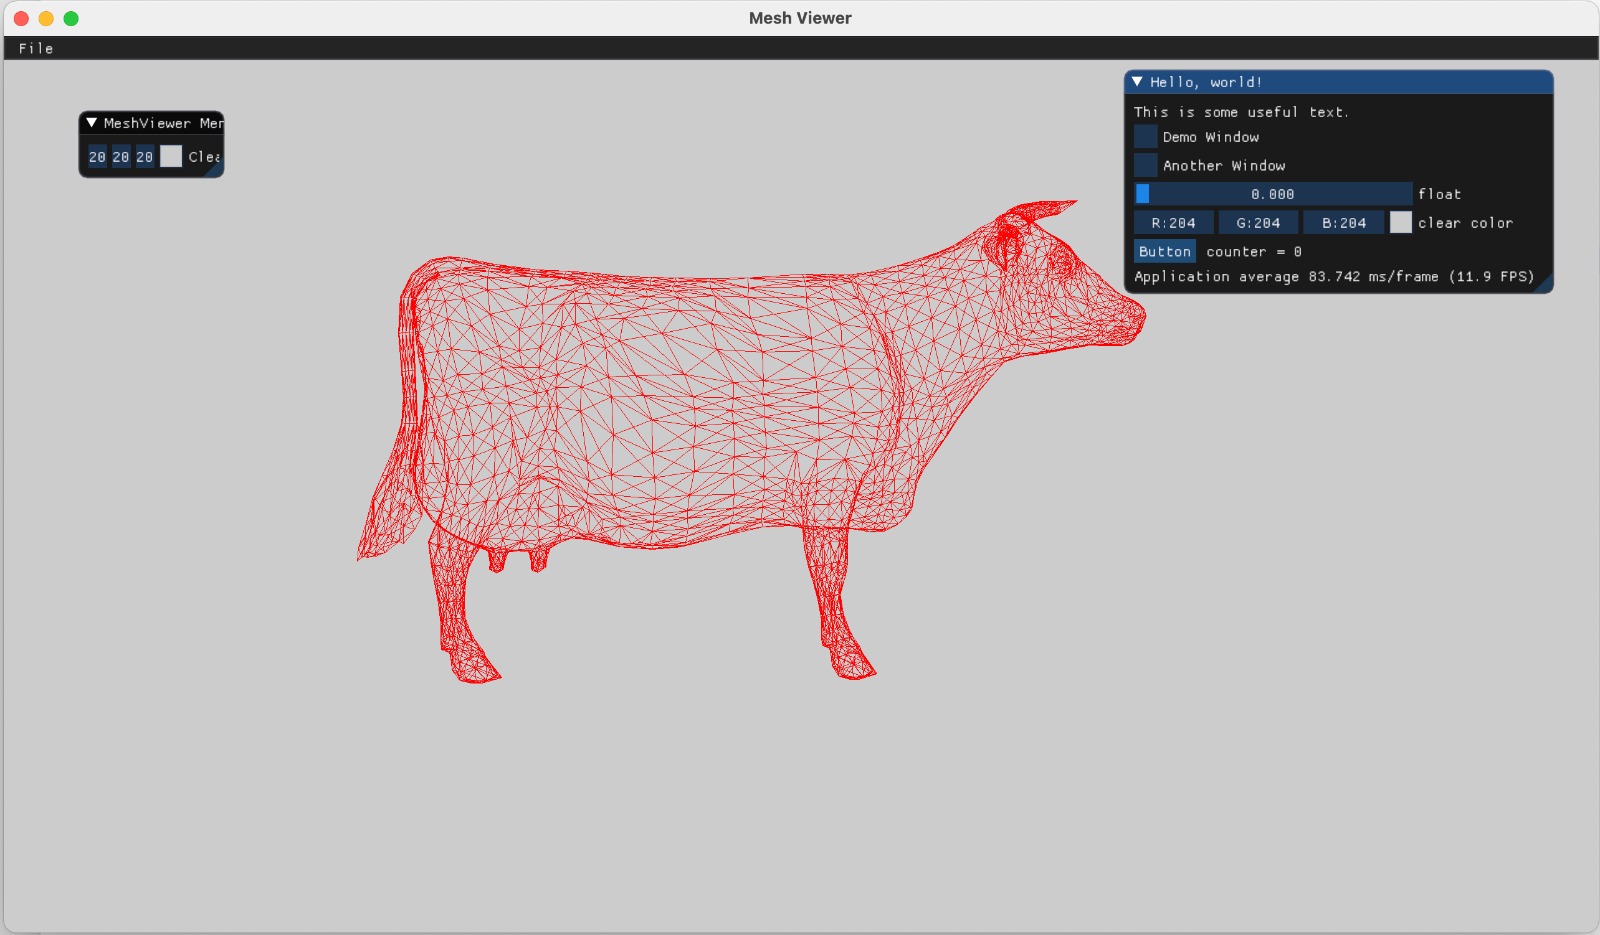 Mesh Viewer
File
Hello, world!
This is some useful text.
Demo Window
Another Window
0.000 float
R:204 G:204 B:204 clear color
Button counter = 0
Application average 83.742 ms/frame (11.9 FPS)
MeshViewer
20 20 20